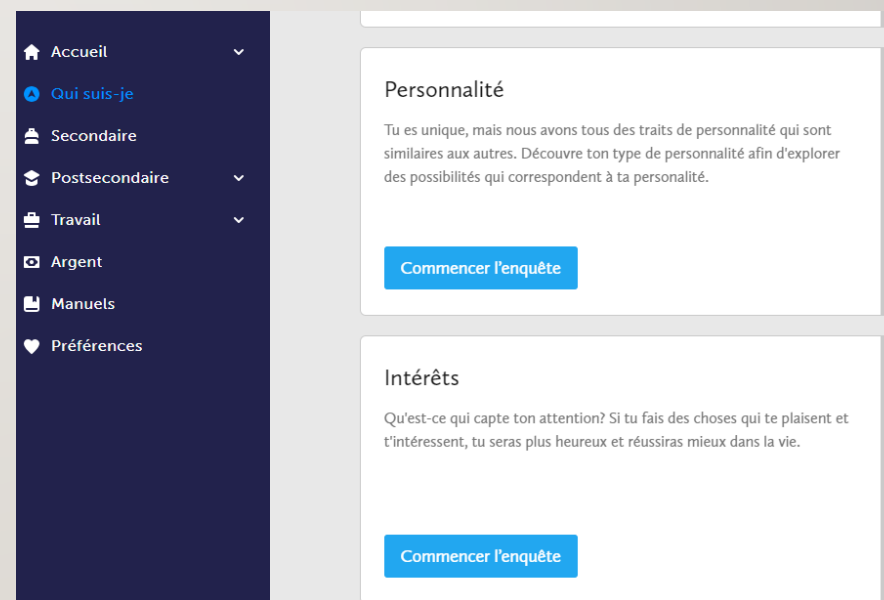 Accueil
Qui suis-je
Secondaire
Postsecondaire
Travail
Argent
Manuels
Préférences
Personnalité
Tu es unique, mais nous avons tous des traits de personnalité qui sont
similaires aux autres. Découvre ton type de personnalité afin d'explorer
des possibilités qui correspondent à ta personalité.
Commencer l'enquête
Intérêts
Qu'est-ce qui capte ton attention? Si tu fais des choses qui te plaisent et
t'intéressent, tu seras plus heureux et réussiras mieux dans la vie.
Commencer l'enquête